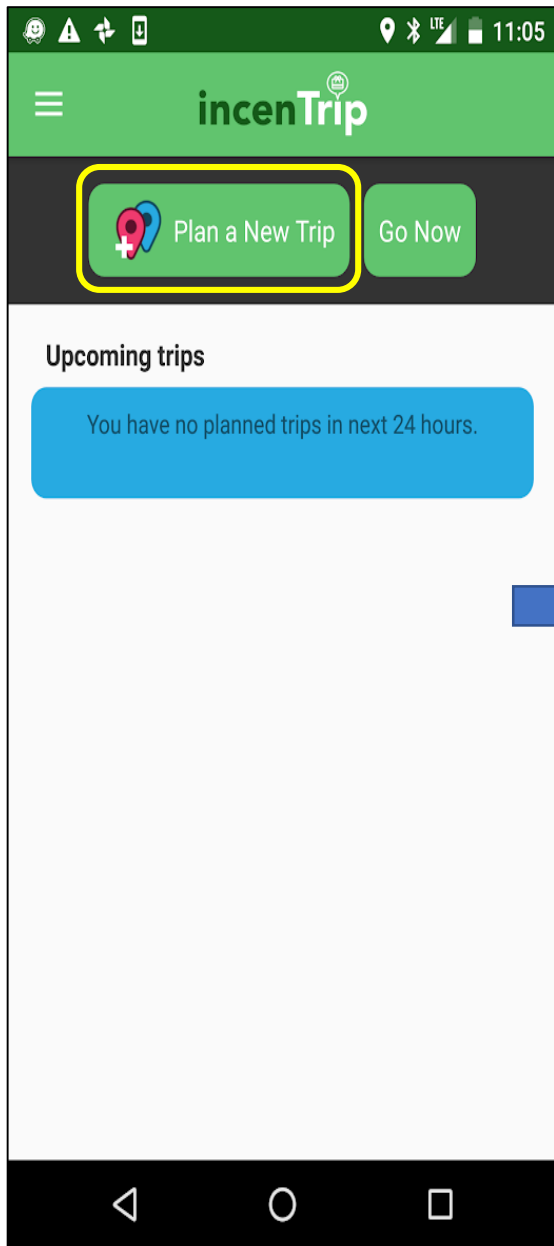 LTE 11:05
incenTrip
Plan a New Trip Go Now
Upcoming trips
You have no planned trips in next 24 hours.